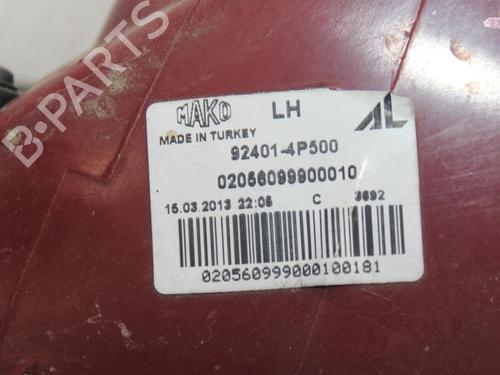 B-PARTS
MAKO LH AL
MADE IN TURKEY
92401-4P500
02056099900010
15.03.2013 22:05 C 3692
020560999000100181